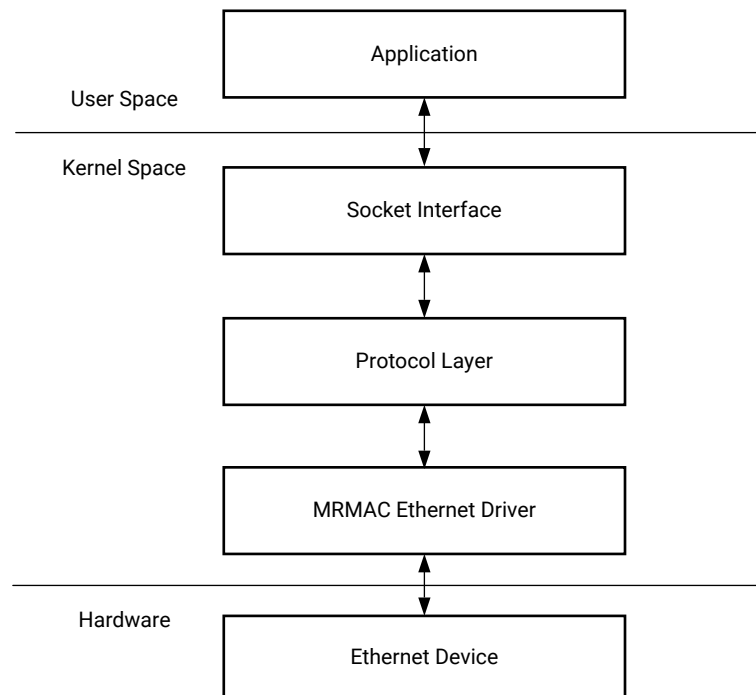 Application
User Space
Kernel Space
Socket Interface
Protocol Layer
MRMAC Ethernet Driver
Hardware
Ethernet Device